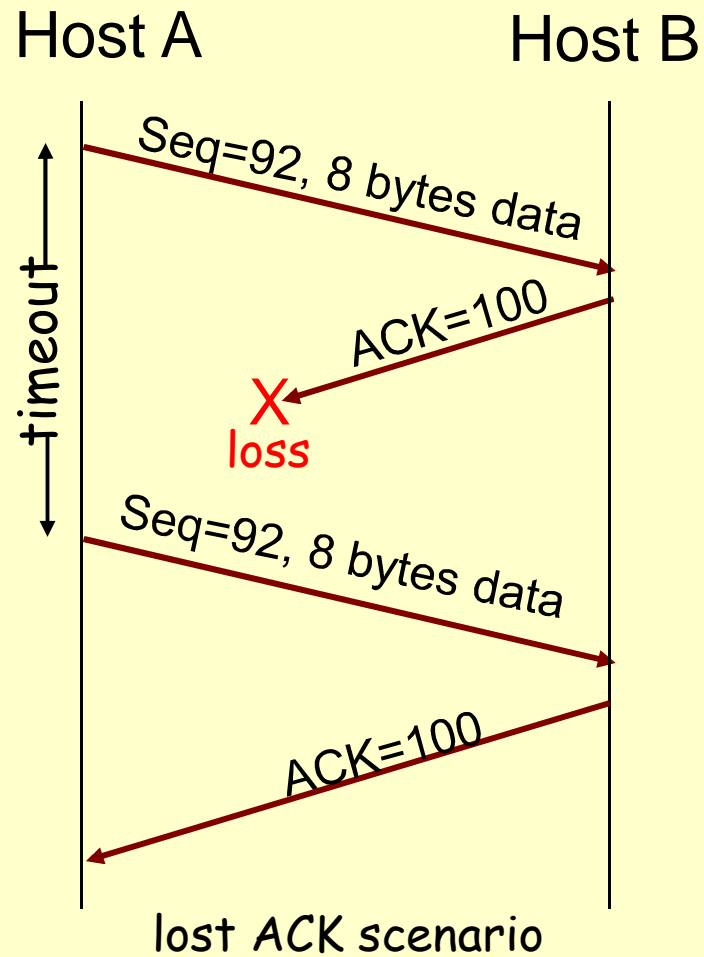 Host A
Host B
Seq=92, 8 bytes data
ACK=100
timeout
X
loss
Seq=92, 8 bytes data
ACK=100
lost ACK scenario